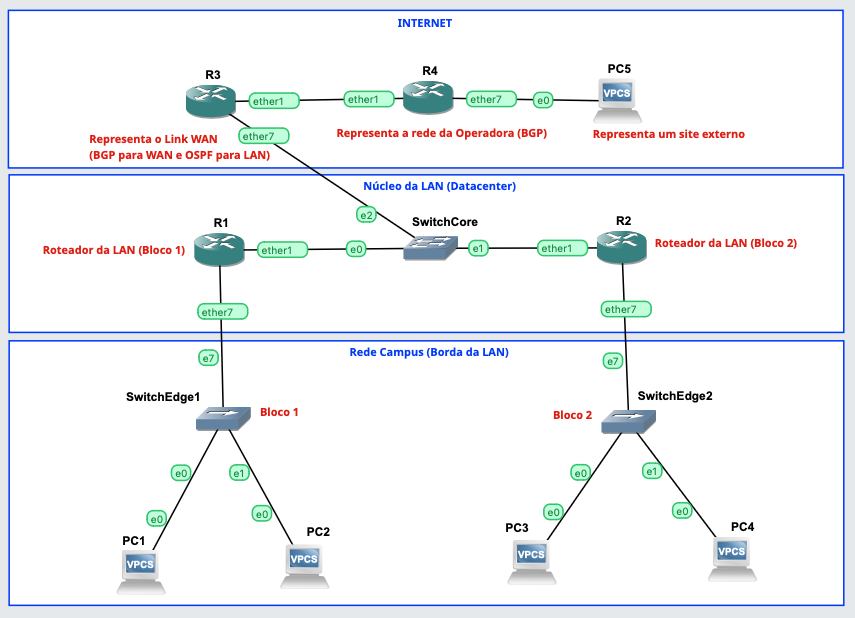 INTERNET
R3
R4
PC5
ether1
ether1
ether7
e0
VPCS
ether7
Representa o Link WAN
(BGP para WAN e OSPF para LAN)
Representa a rede da Operadora (BGP)
Representa um site externo
Núcleo da LAN (Datacenter)
e2
R1
SwitchCore
R2
Roteador da LAN (Bloco 1)
ether1
e0
e1
ether1
Roteador da LAN (Bloco 2)
ether7
ether7
Rede Campus (Borda da LAN)
e7
e7
SwitchEdge1
Bloco 1
Bloco 2
SwitchEdge2
e0
e1
e0
e1
e0
e0
e0
e0
PC1
PC2
PC3
PC4
VPCS
VPCS
VPCS
VPCS